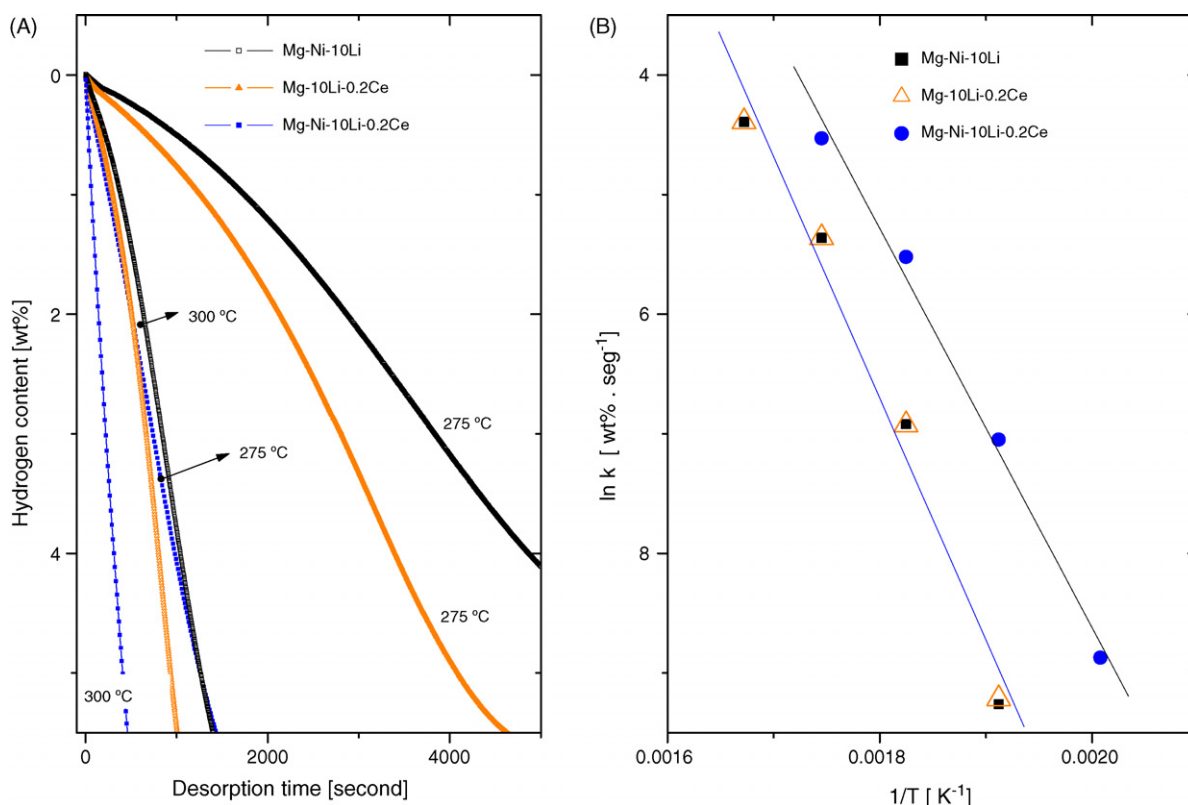 (A)
Mg-Ni-10Li
Mg-10Li-0.2Ce
Mg-Ni-10Li-0.2Ce
0
2
4
Hydrogen content [wt%]
300 ºC
275 ºC
275 ºC
275 ºC
300 ºC
0 2000 4000
Desorption time [second]
(B)
Mg-Ni-10Li
Mg-10Li-0.2Ce
Mg-Ni-10Li-0.2Ce
4
6
8
ln k [ wt% . seg⁻¹]
0.0016 0.0018 0.0020
1/T [ K⁻¹]